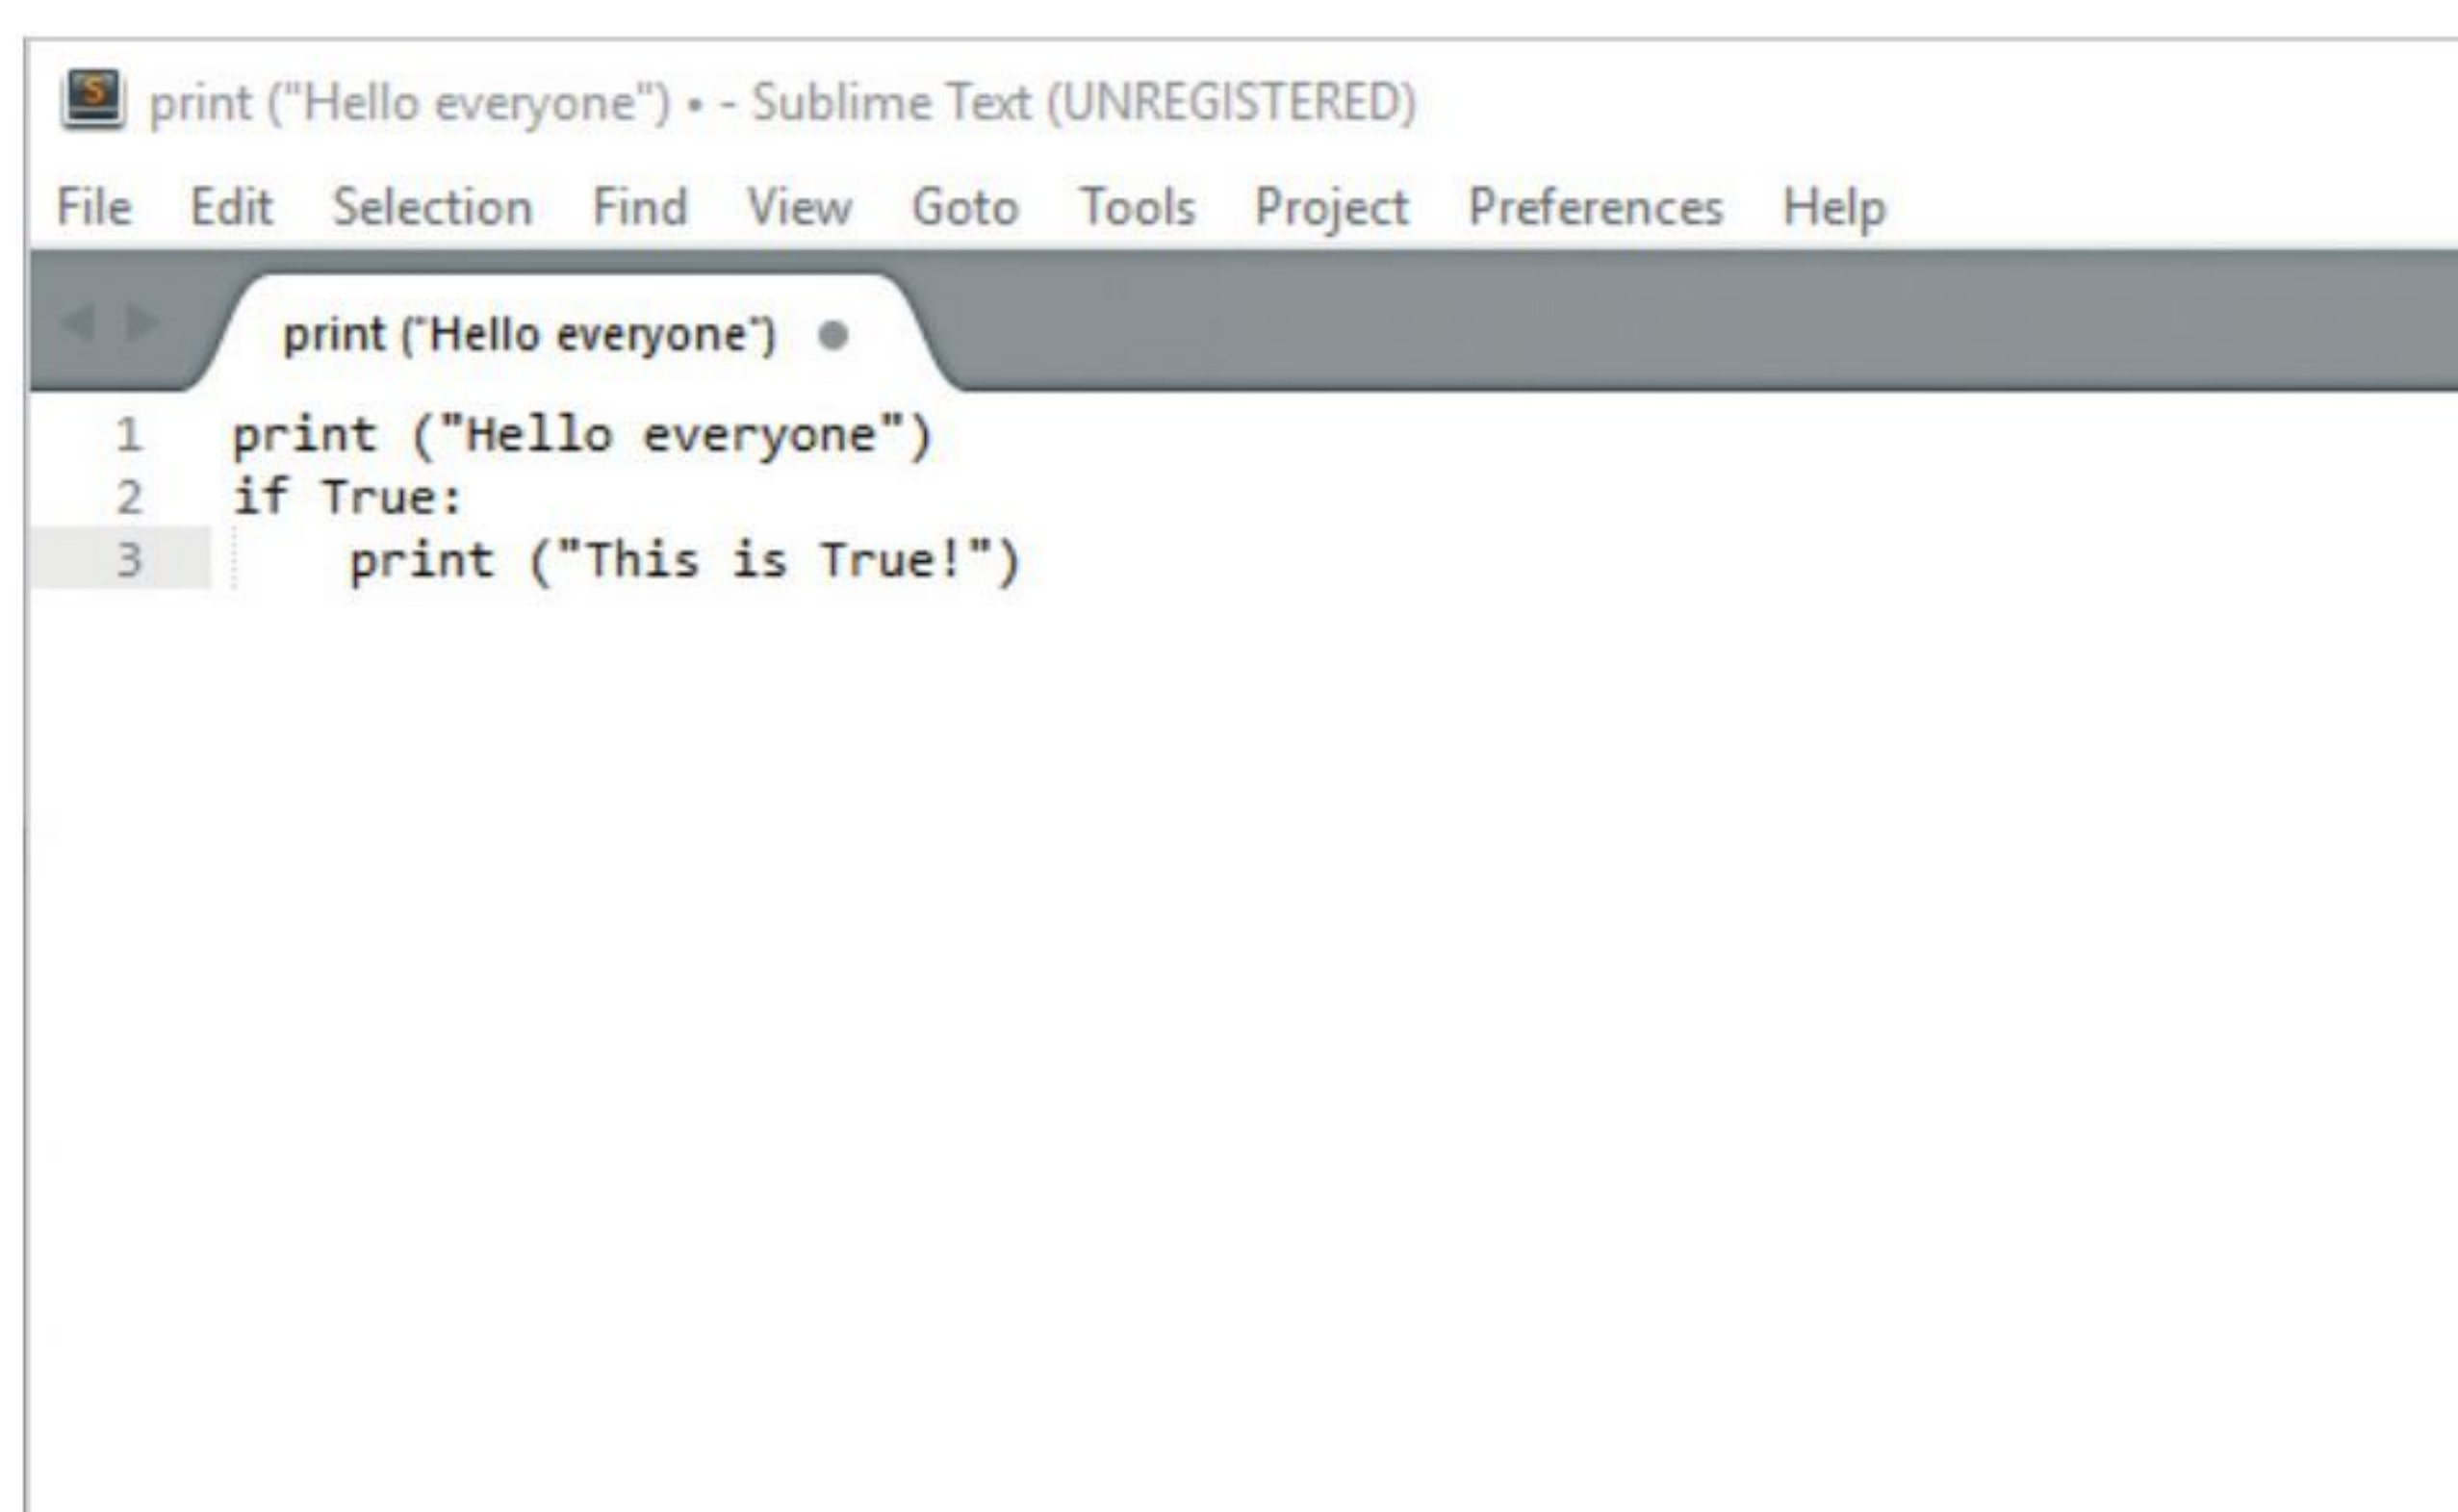 print ("Hello everyone") • - Sublime Text (UNREGISTERED)
File Edit Selection Find View Goto Tools Project Preferences Help
print ("Hello everyone")
1 print ("Hello everyone")
2 if True:
3     print ("This is True!")